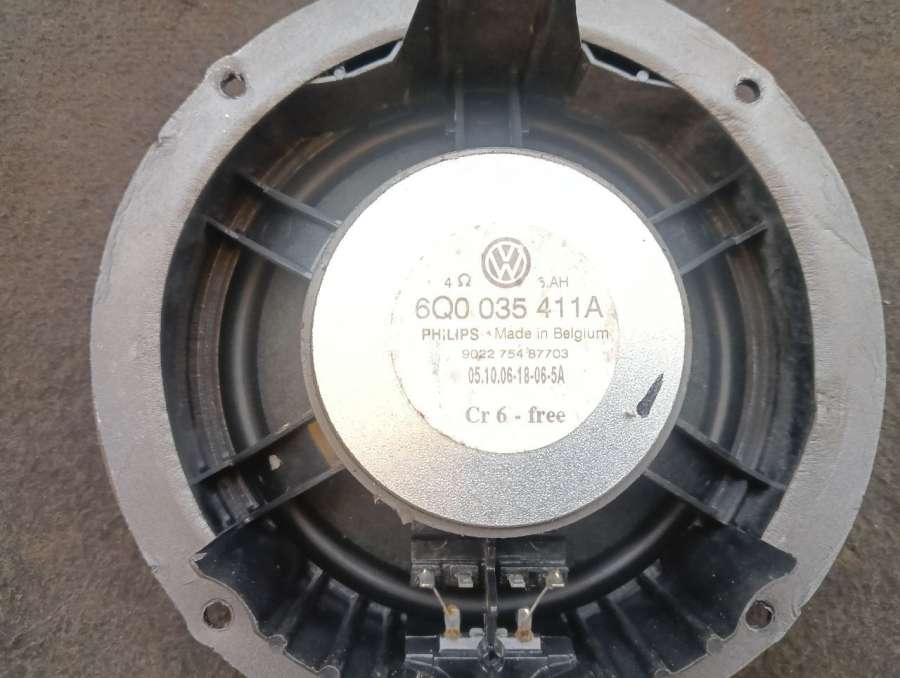 4 Ω .AH
6Q0 035 411A
PHILIPS • Made in Belgium
9022 754 87703
05.10.06-18-06-5A
Cr 6 - free